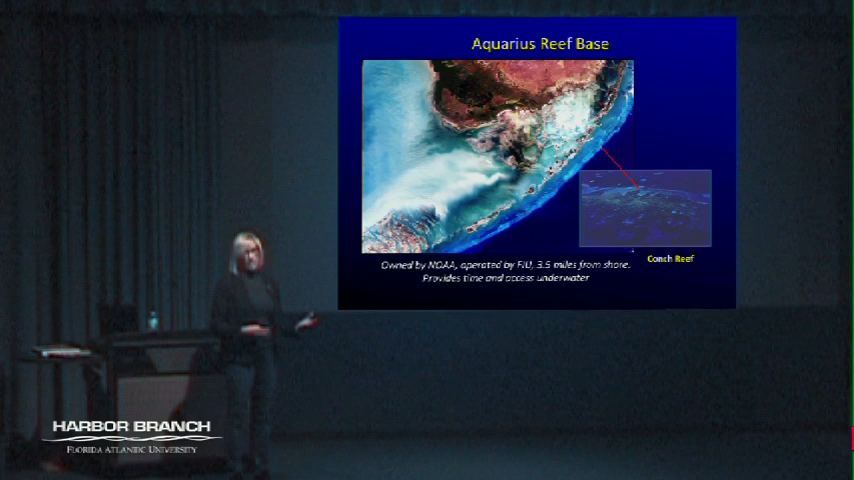 Aquarius Reef Base
Conch Reef
Owned by NOAA, operated by FIU, 3.5 miles from shore.
Provides time and access underwater
HARBOR BRANCH
FLORIDA ATLANTIC UNIVERSITY